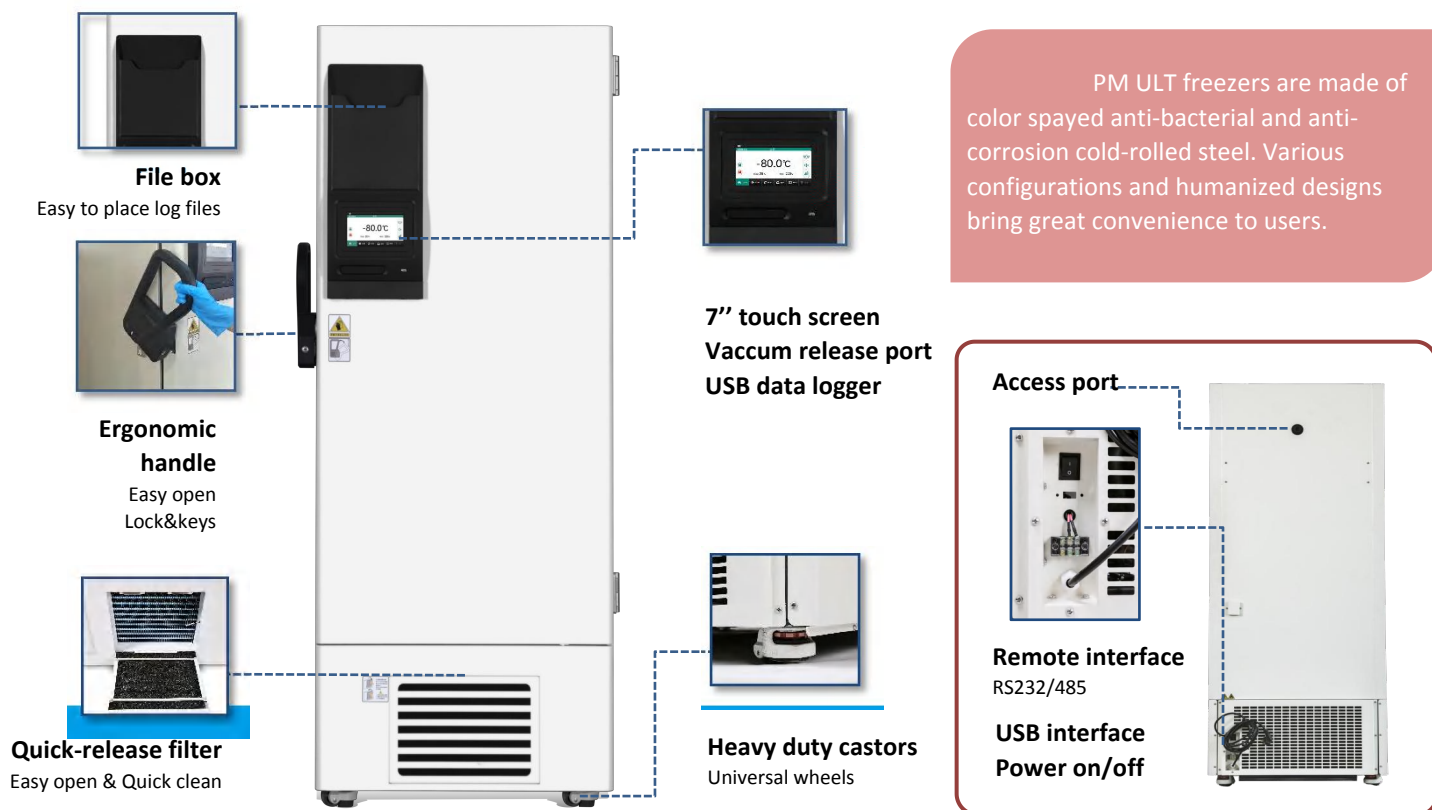 File box
Easy to place log files
Ergonomic
handle
Easy open
Lock&keys
Quick-release filter
Easy open & Quick clean
-80.0℃
-80.0℃
7’’ touch screen
Vaccum release port
USB data logger
Heavy duty castors
Universal wheels
PM ULT freezers are made of
color spayed anti-bacterial and anti-
corrosion cold-rolled steel. Various
configurations and humanized designs
bring great convenience to users.
Access port
Remote interface
RS232/485
USB interface
Power on/off